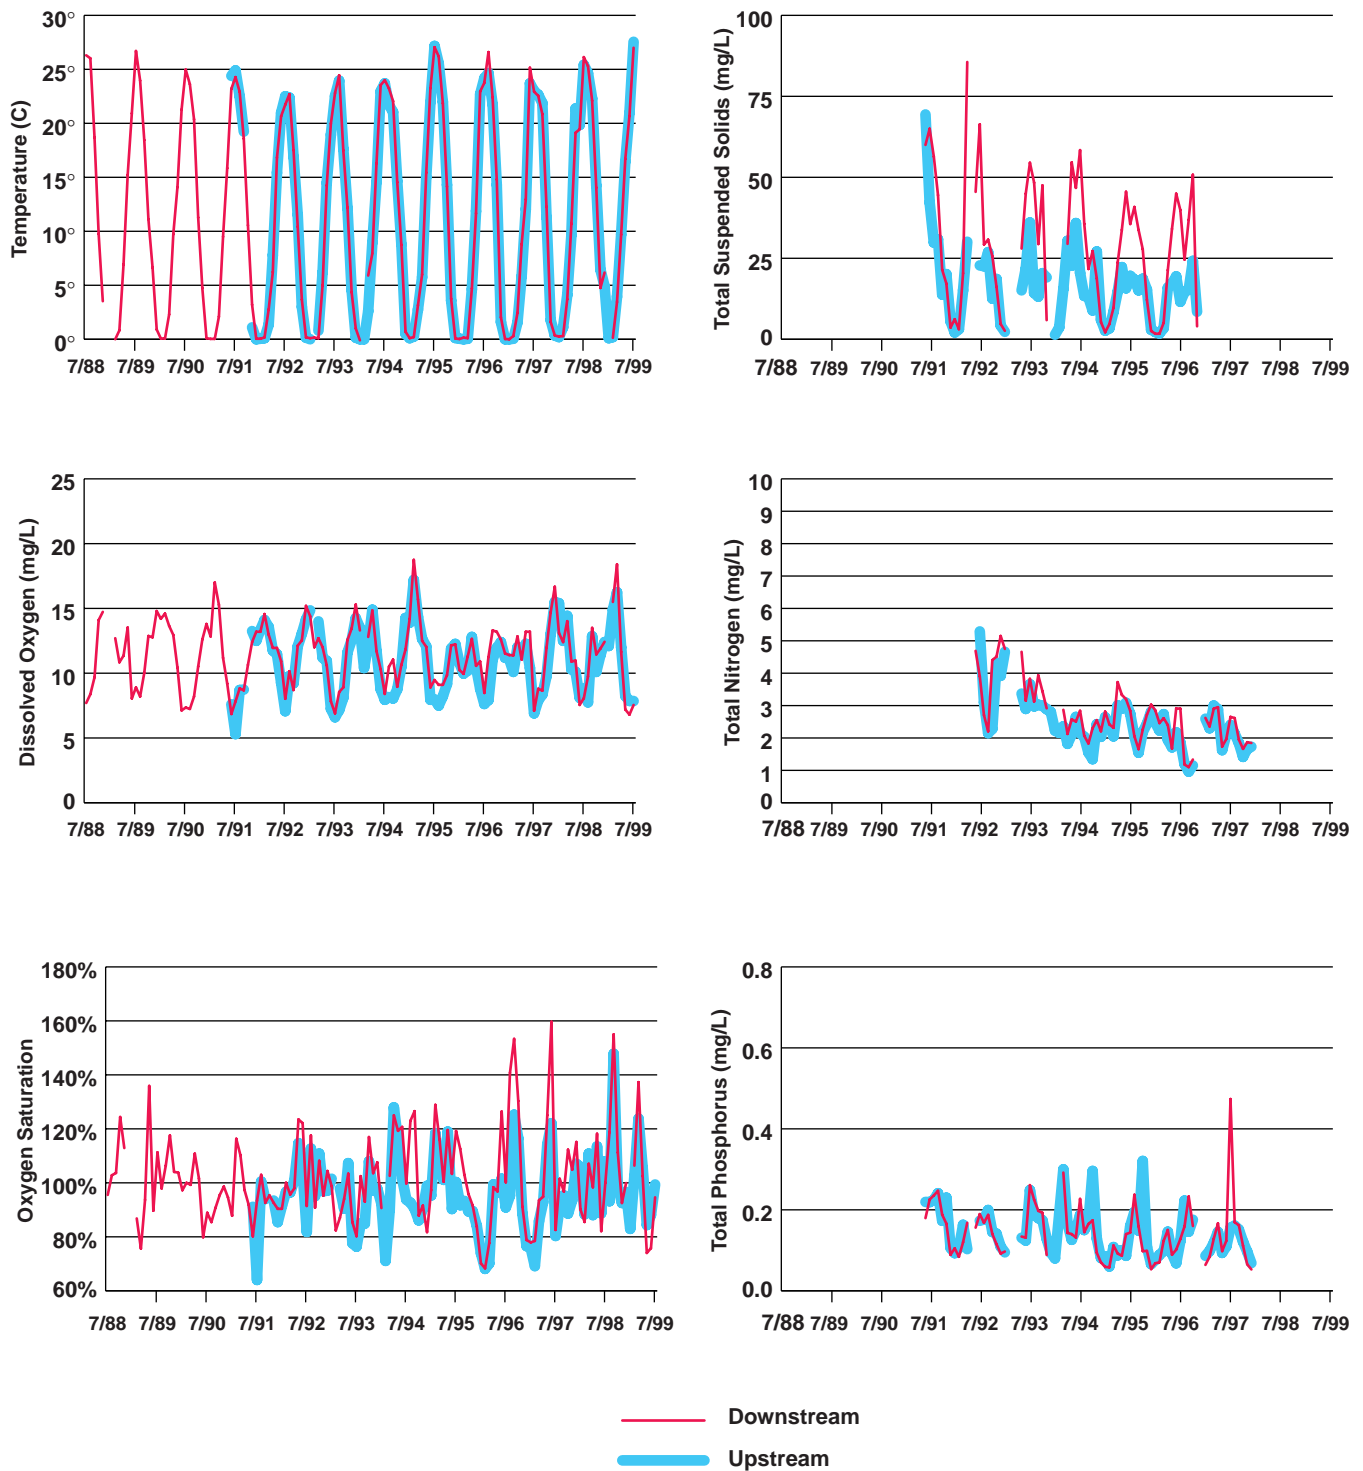 Temperature (C)
30°
25°
20°
15°
10°
5°
0°
7/88 7/89 7/90 7/91 7/92 7/93 7/94 7/95 7/96 7/97 7/98 7/99
Total Suspended Solids (mg/L)
100
75
50
25
0
7/88 7/89 7/90 7/91 7/92 7/93 7/94 7/95 7/96 7/97 7/98 7/99
Dissolved Oxygen (mg/L)
25
20
15
10
5
0
7/88 7/89 7/90 7/91 7/92 7/93 7/94 7/95 7/96 7/97 7/98 7/99
Total Nitrogen (mg/L)
10
9
8
7
6
5
4
3
2
1
0
7/88 7/89 7/90 7/91 7/92 7/93 7/94 7/95 7/96 7/97 7/98 7/99
Oxygen Saturation
180%
160%
140%
120%
100%
80%
60%
7/88 7/89 7/90 7/91 7/92 7/93 7/94 7/95 7/96 7/97 7/98 7/99
Total Phosphorus (mg/L)
0.8
0.6
0.4
0.2
0.0
7/88 7/89 7/90 7/91 7/92 7/93 7/94 7/95 7/96 7/97 7/98 7/99
Downstream
Upstream